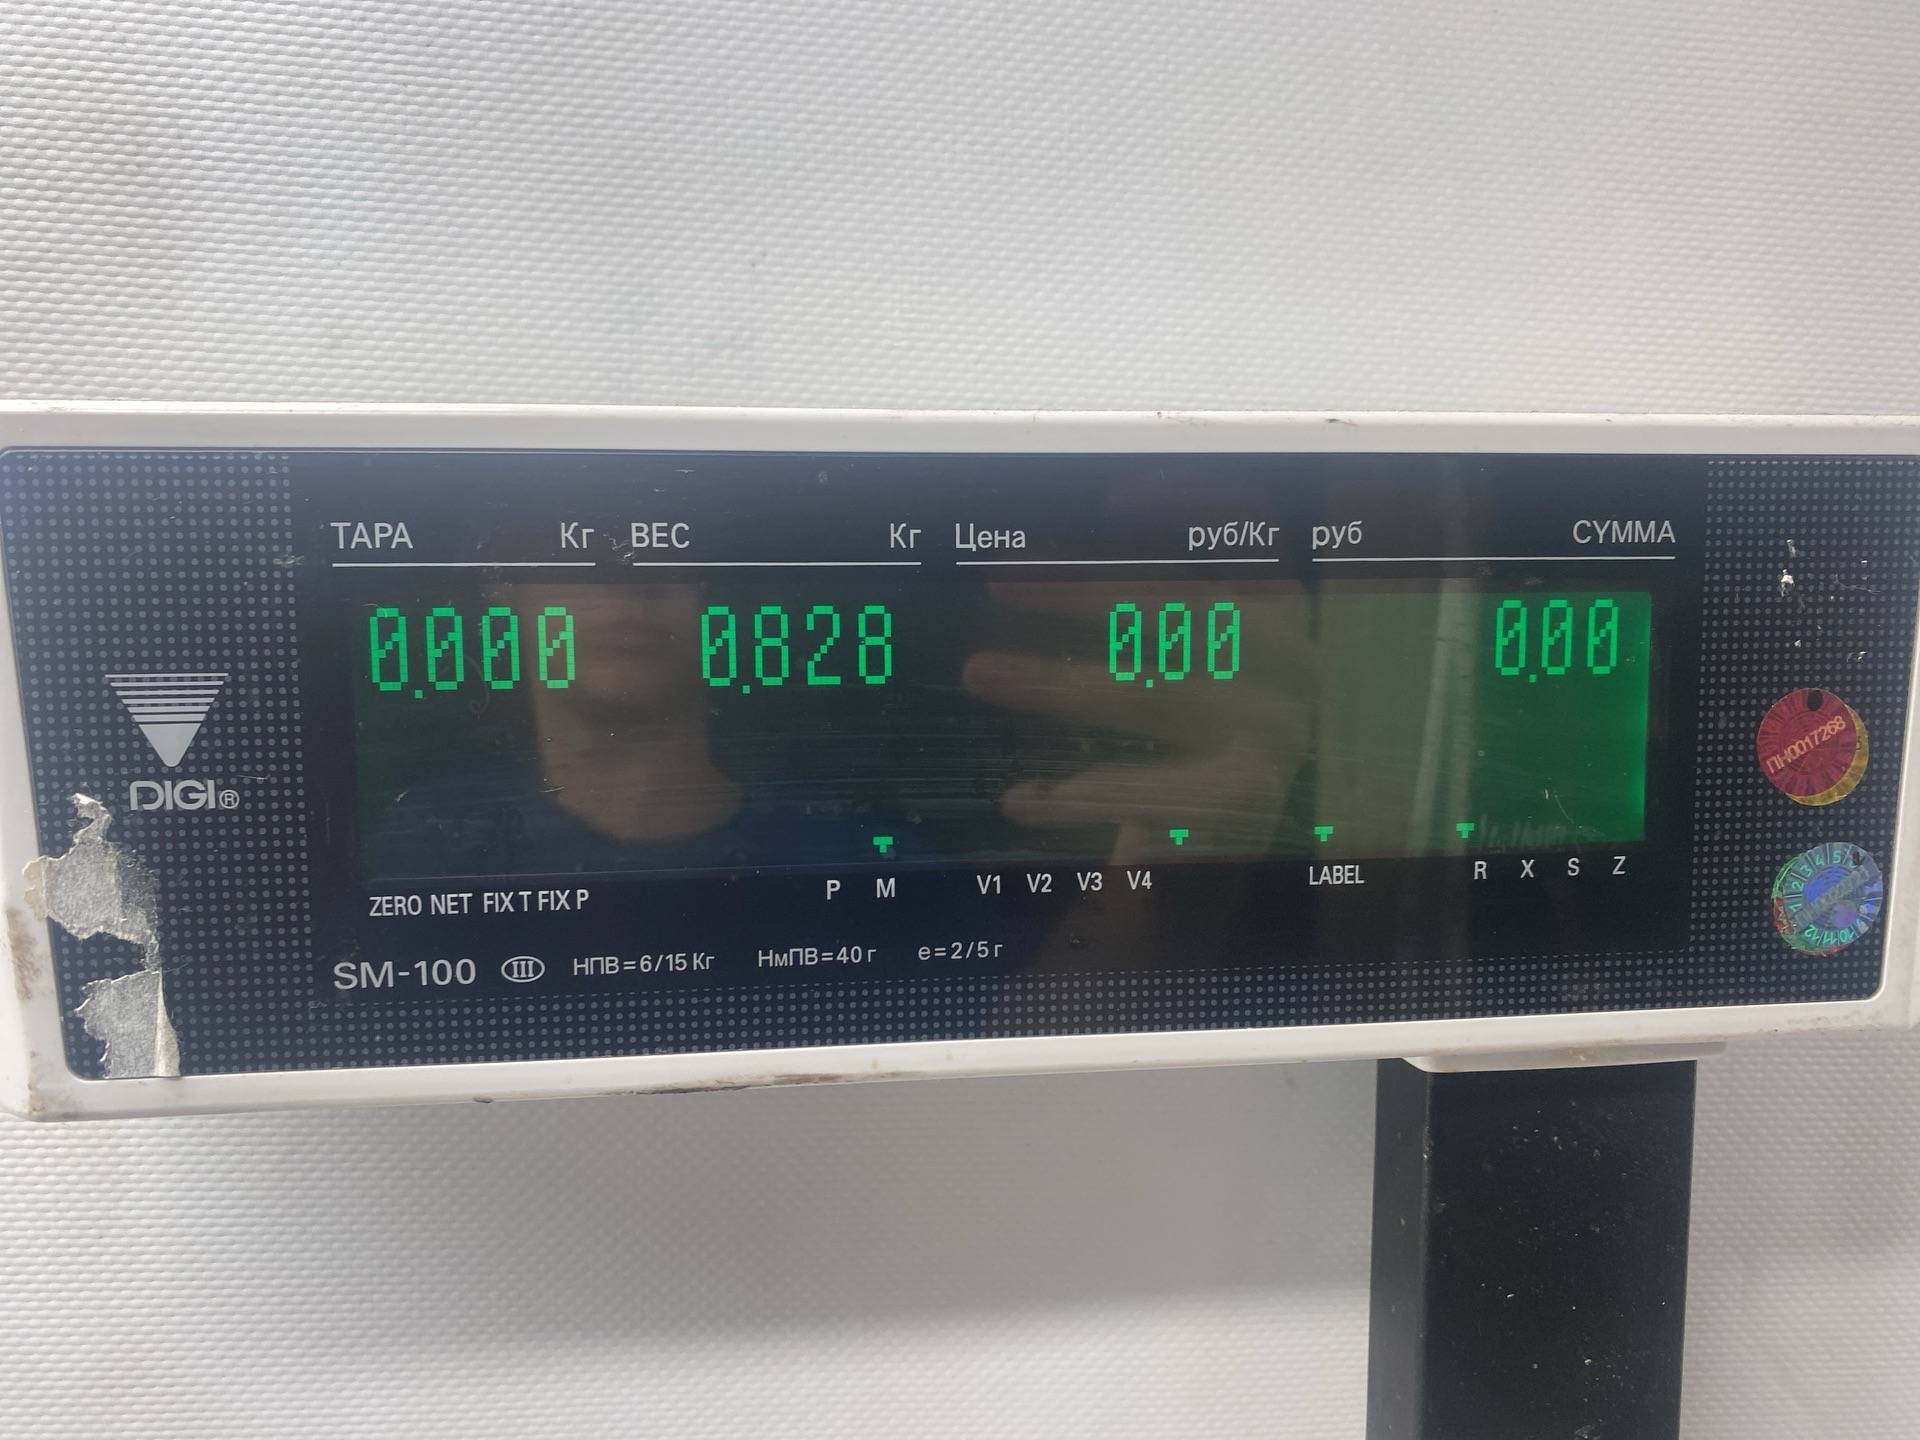 ТАРА Кг ВЕС Кг Цена руб/Кг руб СУММА
0.000 0.828 0.00 0.00
DIGI®
ZERO NET FIX T FIX P P M V1 V2 V3 V4 LABEL R X S Z
SM-100 III НПВ=6/15 Кг НмПВ=40 г e=2/5 г
ПН0017268